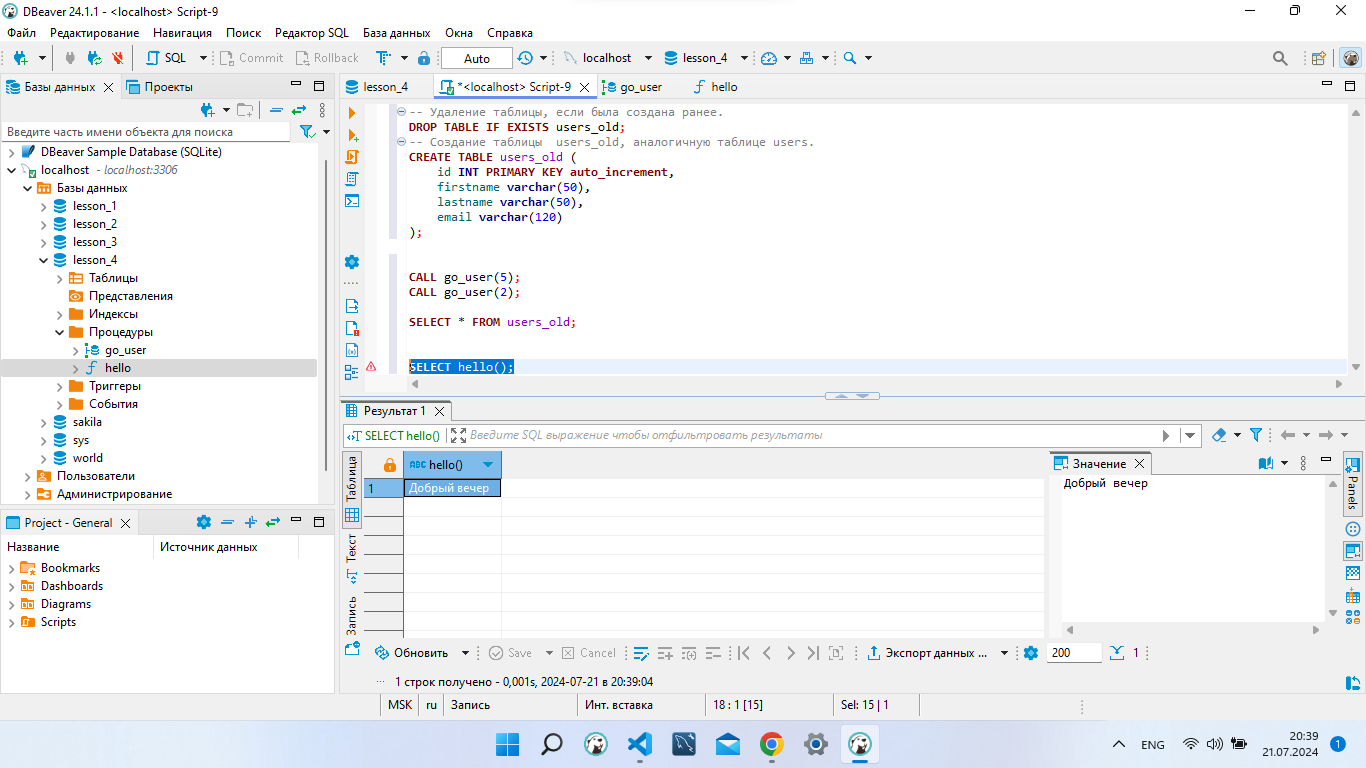 DBeaver 24.1.1 - <localhost> Script-9
Файл Редактирование Навигация Поиск Редактор SQL База данных Окна Справка
SQL Commit Rollback Auto localhost lesson_4
Базы данных Проекты
Введите часть имени объекта для поиска
DBeaver Sample Database (SQLite)
localhost - localhost:3306
Базы данных
lesson_1
lesson_2
lesson_3
lesson_4
Таблицы
Представления
Индексы
Процедуры
go_user
hello
Триггеры
События
sakila
sys
world
Пользователи
Администрирование
Project - General
Название Источник данных
Bookmarks
Dashboards
Diagrams
Scripts
lesson_4 *<localhost> Script-9 go_user hello
-- Удаление таблицы, если была создана ранее.
DROP TABLE IF EXISTS users_old;
-- Создание таблицы  users_old, аналогичную таблице users.
CREATE TABLE users_old (
id INT PRIMARY KEY auto_increment,
firstname varchar(50),
lastname varchar(50),
email varchar(120)
);
CALL go_user(5);
CALL go_user(2);
SELECT * FROM users_old;
SELECT hello();
Результат 1
SELECT hello() Введите SQL выражение чтобы отфильтровать результаты
Таблица
Текст
Запись
ABC hello()
1 Добрый вечер
Значение
Добрый вечер
Panels
Обновить Save Cancel Экспорт данных ... 200 1
1 строк получено - 0,001s, 2024-07-21 в 20:39:04
MSK ru Запись Инт. вставка 18 : 1 [15] Sel: 15 | 1
ENG 20:39
21.07.2024 1